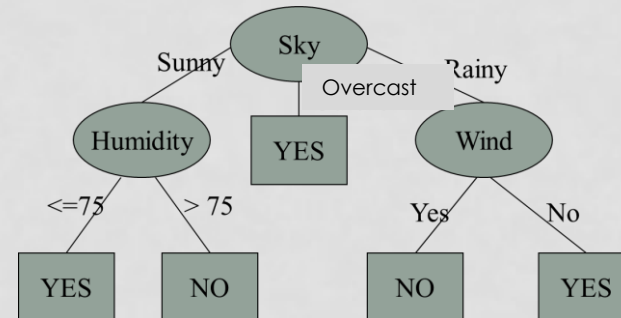 Sky
Sunny
Rainy
Overcast
Humidity
YES
Wind
<=75
> 75
Yes
No
YES
NO
NO
YES